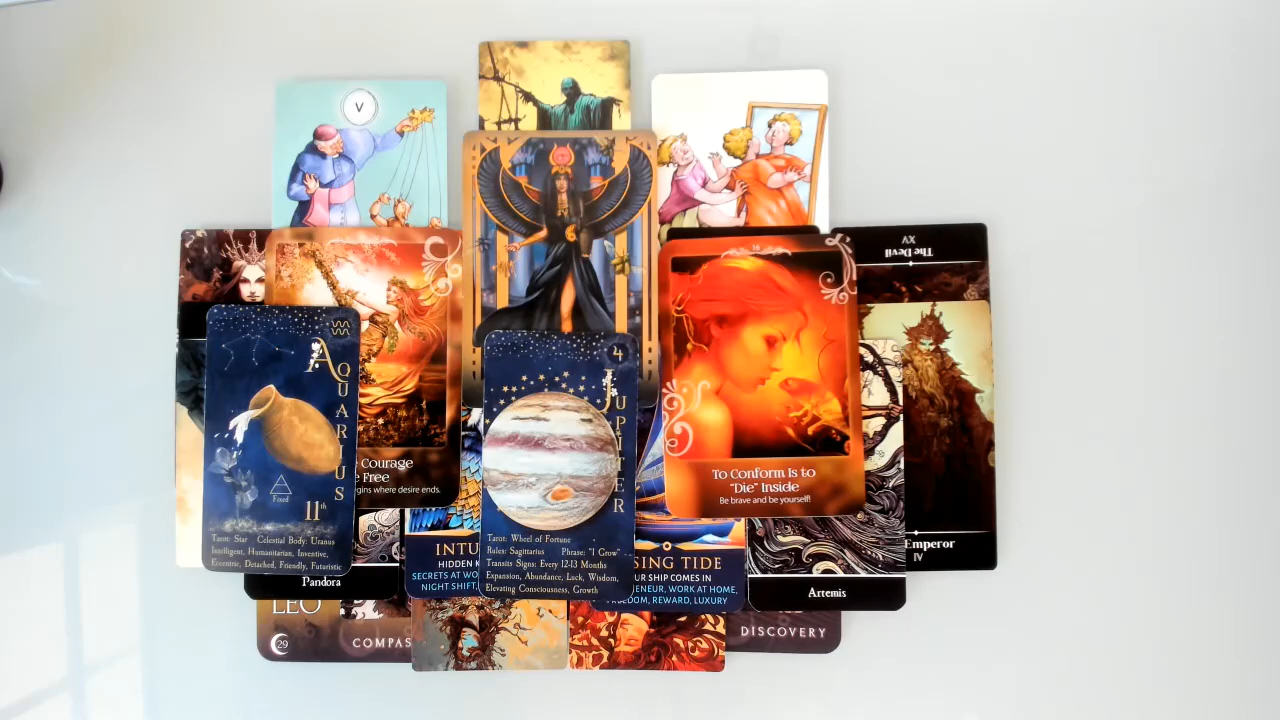 V
XV
The Devil
16
AQUARIUS
Fixed
11th
Tarot: Star Celestial Body: Uranus
Intelligent, Humanitarian, Inventive,
Eccentric, Detached, Friendly, Futuristic
Courage
Free
gins where desire ends.
JUPITER
Tarot: Wheel of Fortune
Rules: Sagittarius Phrase: "I Grow"
Transits Signs: Every 12-13 Months
Expansion, Abundance, Luck, Wisdom,
Elevating Consciousness, Growth
To Conform Is to
"Die" Inside
Be brave and be yourself!
Emperor
IV
INTU
HIDDEN
SECRETS AT WO
NIGHT SHIFT,
SING TIDE
UR SHIP COMES IN
ENEUR, WORK AT HOME,
EDOM, REWARD, LUXURY
Pandora
Artemis
LEO
29
COMPAS
DISCOVERY